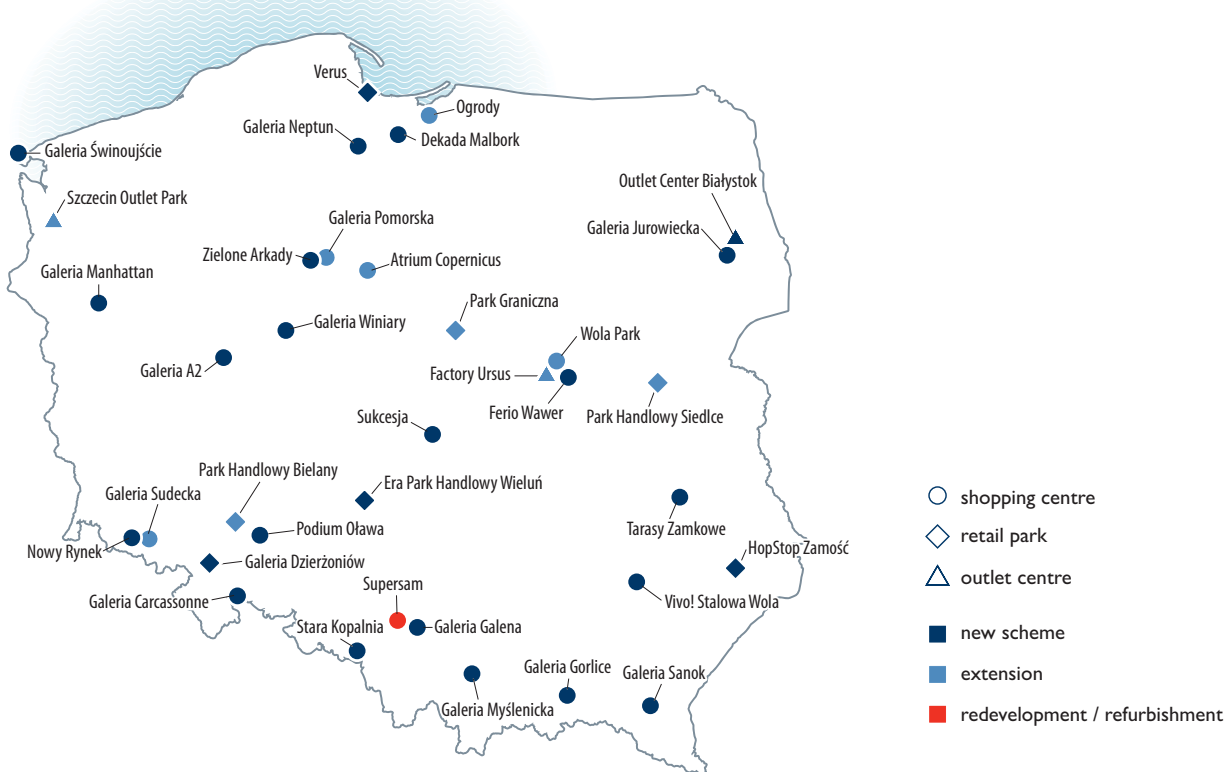 Verus
Ogrody
Galeria Neptun
Dekada Malbork
Galeria Świnoujście
Outlet Center Białystok
Szczecin Outlet Park
Galeria Pomorska
Galeria Jurowiecka
Zielone Arkady
Atrium Copernicus
Galeria Manhattan
Park Graniczna
Galeria Winiary
Wola Park
Galeria A2
Factory Ursus
Ferio Wawer
Park Handlowy Siedlce
Sukcesja
Park Handlowy Bielany
Era Park Handlowy Wieluń
Galeria Sudecka
shopping centre
Podium Oława
Tarasy Zamkowe
retail park
Nowy Rynek
HopStop Zamość
Galeria Dzierżoniów
outlet centre
Supersam
Galeria Carcassonne
Vivo! Stalowa Wola
Stara Kopalnia
Galeria Galena
new scheme
Galeria Gorlice
Galeria Sanok
extension
Galeria Myślenicka
redevelopment / refurbishment